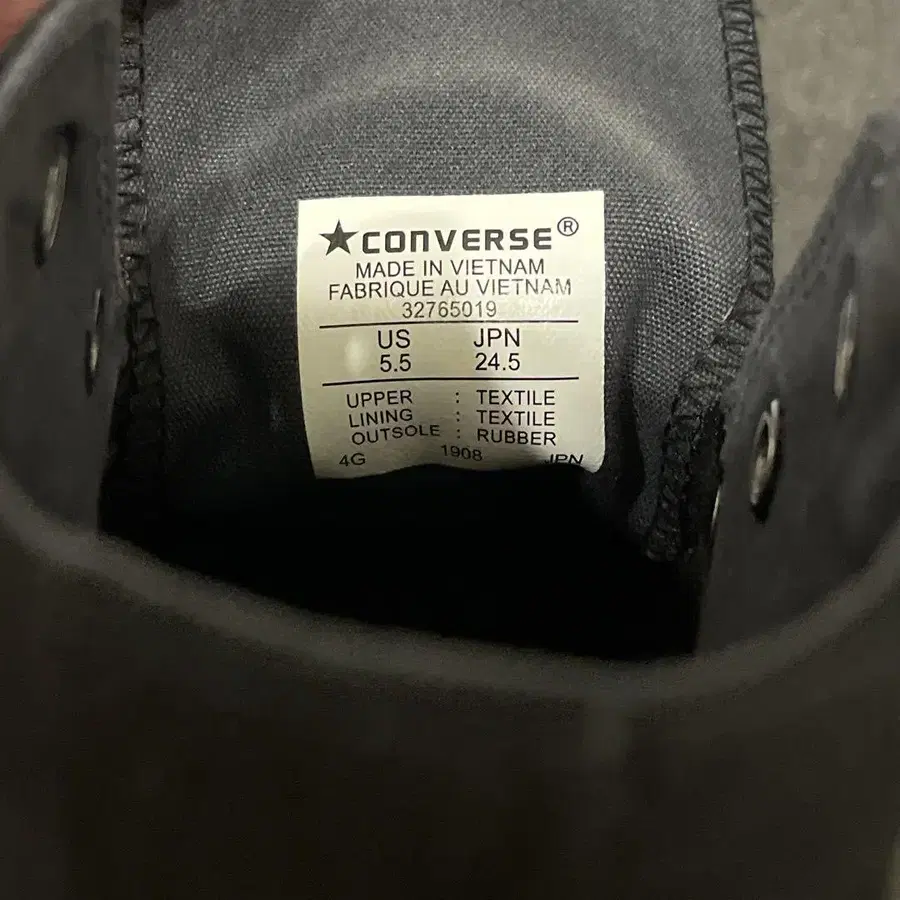 ★CONVERSE®
MADE IN VIETNAM
FABRIQUE AU VIETNAM
32765019
US JPN
5.5 24.5
UPPER : TEXTILE
LINING : TEXTILE
OUTSOLE : RUBBER
4G 1908 JPN